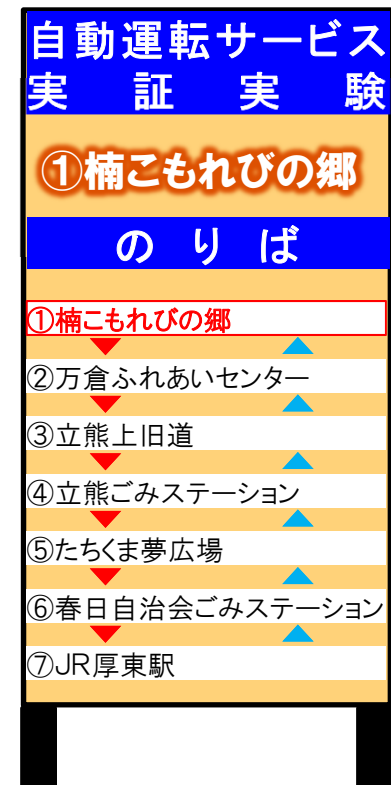 自動運転サービス
実証実験
①楠こもれびの郷
のりば
①楠こもれびの郷
②万倉ふれあいセンター
③立熊上旧道
④立熊ごみステーション
⑤たちくま夢広場
⑥春日自治会ごみステーション
⑦JR厚東駅